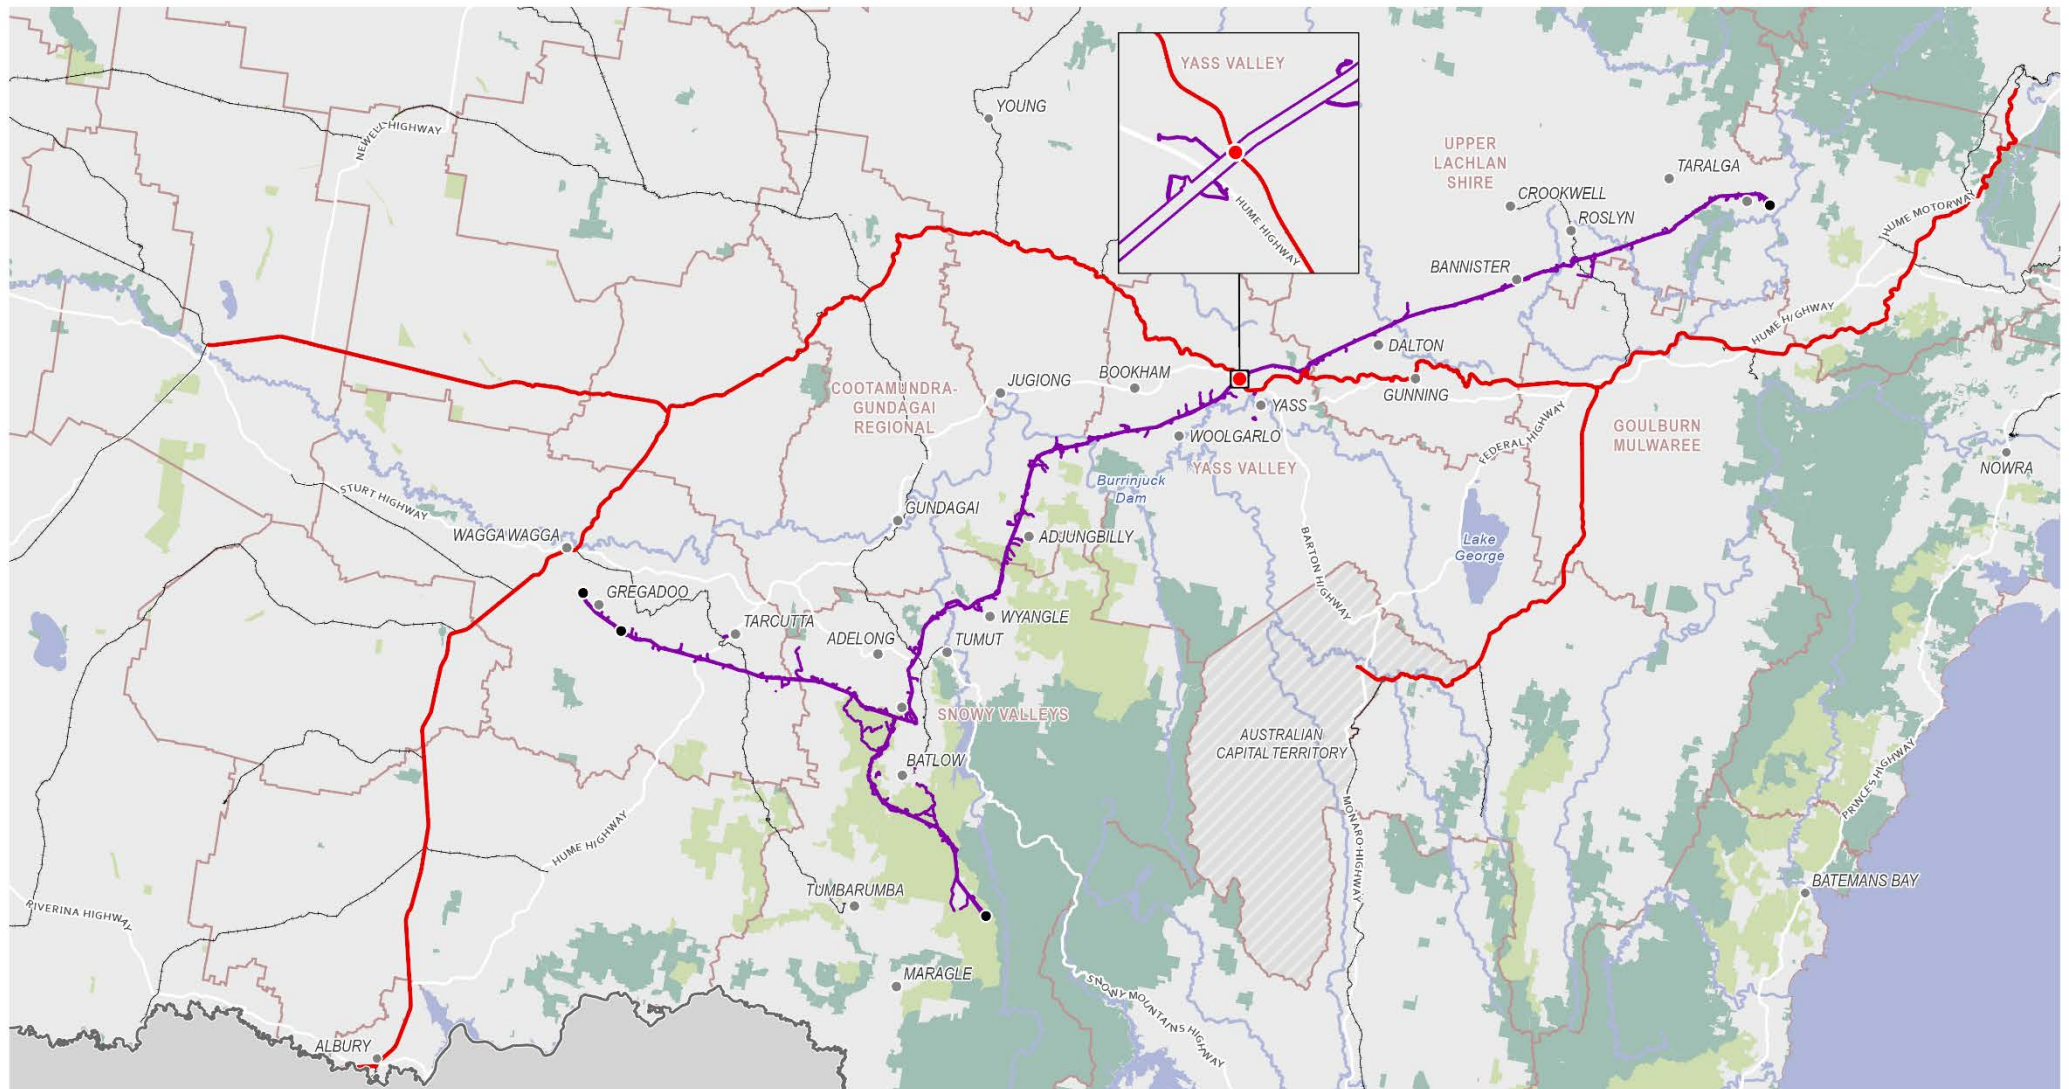 YASS VALLEY
HUME HIGHWAY
YOUNG
NEWELL HIGHWAY
UPPER
LACHLAN
SHIRE
TARALGA
CROOKWELL
ROSLYN
HUME MOTORWAY
BANNISTER
HUME HIGHWAY
DALTON
COOTAMUNDRA-
GUNDAGAI
REGIONAL
JUGIONG
BOOKHAM
GUNNING
YASS
WOOLGARLO
YASS VALLEY
FEDERAL HIGHWAY
GOULBURN
MULWAREE
NOWRA
Burrinjuck
Dam
STURT HIGHWAY
GUNDAGAI
WAGGA WAGGA
ADJUNGBILLY
BARTON HIGHWAY
Lake
George
GREGADOO
TARCUTTA
ADELONG
WYANGLE
TUMUT
SNOWY VALLEYS
AUSTRALIAN
CAPITAL TERRITORY
BATLOW
PRINCES HIGHWAY
MONARO HIGHWAY
HUME HIGHWAY
TUMBARUMBA
BATEMANS BAY
RIVERINA HIGHWAY
MARAGLE
SNOWY MOUNTAINS HIGHWAY
ALBURY